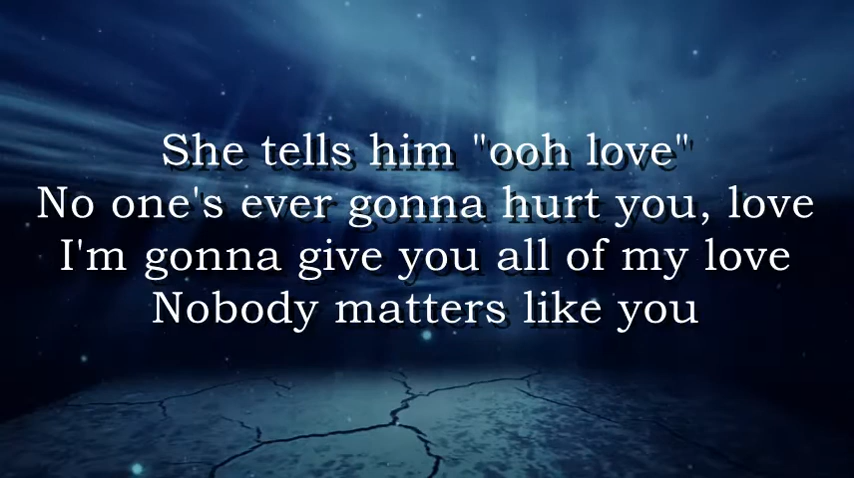 She tells him "ooh love"
No one's ever gonna hurt you, love
I'm gonna give you all of my love
Nobody matters like you